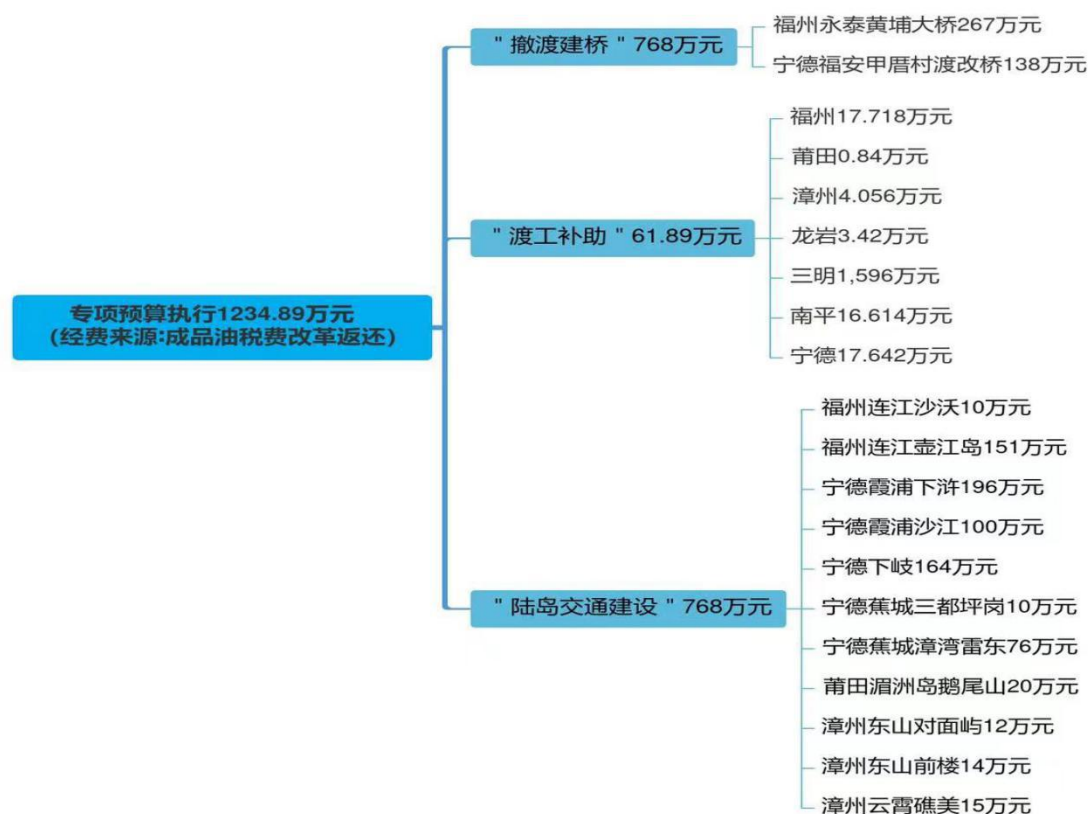 专项预算执行1234.89万元
(经费来源:成品油税费改革返还)
"撤渡建桥"768万元
福州永泰黄埔大桥267万元
宁德福安甲厝村渡改桥138万元
"渡工补助"61.89万元
福州17.718万元
莆田0.84万元
漳州4.056万元
龙岩3.42万元
三明1,596万元
南平16.614万元
宁德17.642万元
"陆岛交通建设"768万元
福州连江沙沃10万元
福州连江壶江岛151万元
宁德霞浦下浒196万元
宁德霞浦沙江100万元
宁德下岐164万元
宁德蕉城三都坪岗10万元
宁德蕉城漳湾雷东76万元
莆田湄洲岛鹅尾山20万元
漳州东山对面屿12万元
漳州东山前楼14万元
漳州云霄礁美15万元